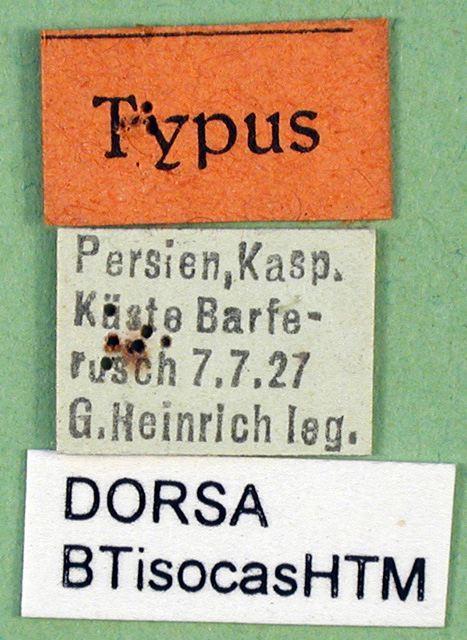 Typus
Persien, Kasp.
Küste Barfe-
rusch 7.7.27
G. Heinrich leg.
DORSA
BTisocasHTM